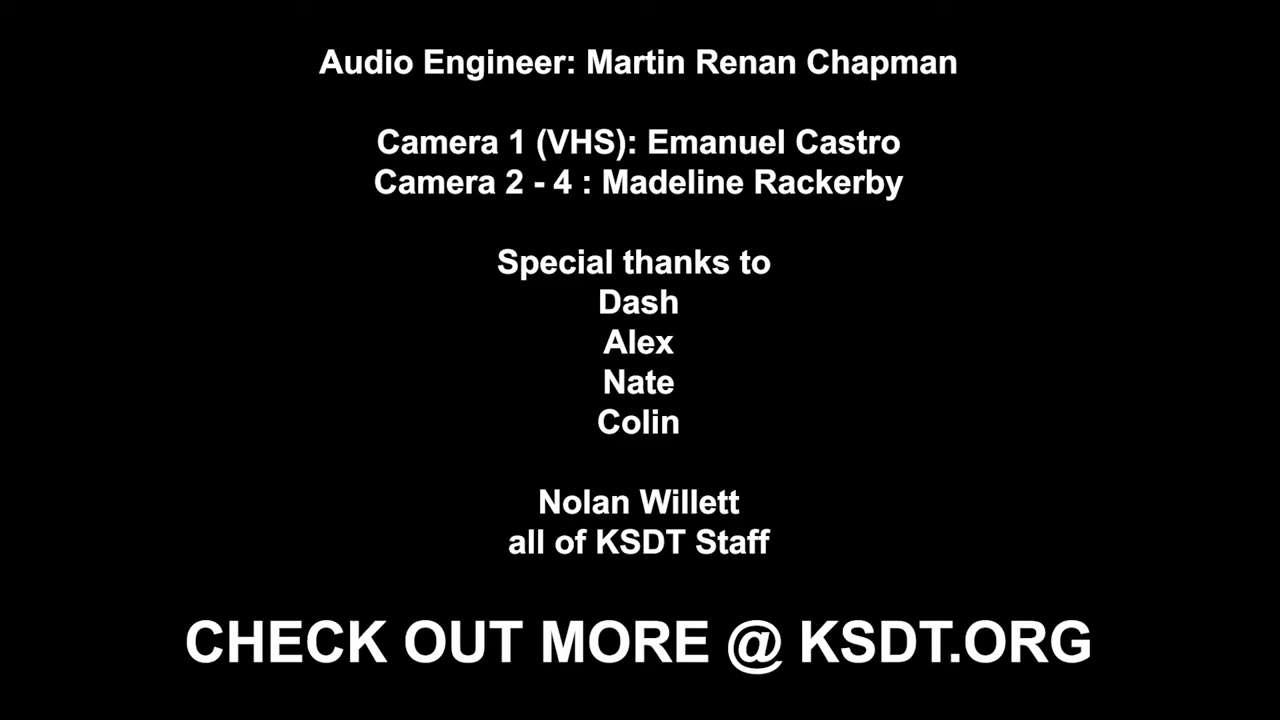 Audio Engineer: Martin Renan Chapman
Camera 1 (VHS): Emanuel Castro
Camera 2 - 4 : Madeline Rackerby
Special thanks to
Dash
Alex
Nate
Colin
Nolan Willett
all of KSDT Staff
CHECK OUT MORE @ KSDT.ORG